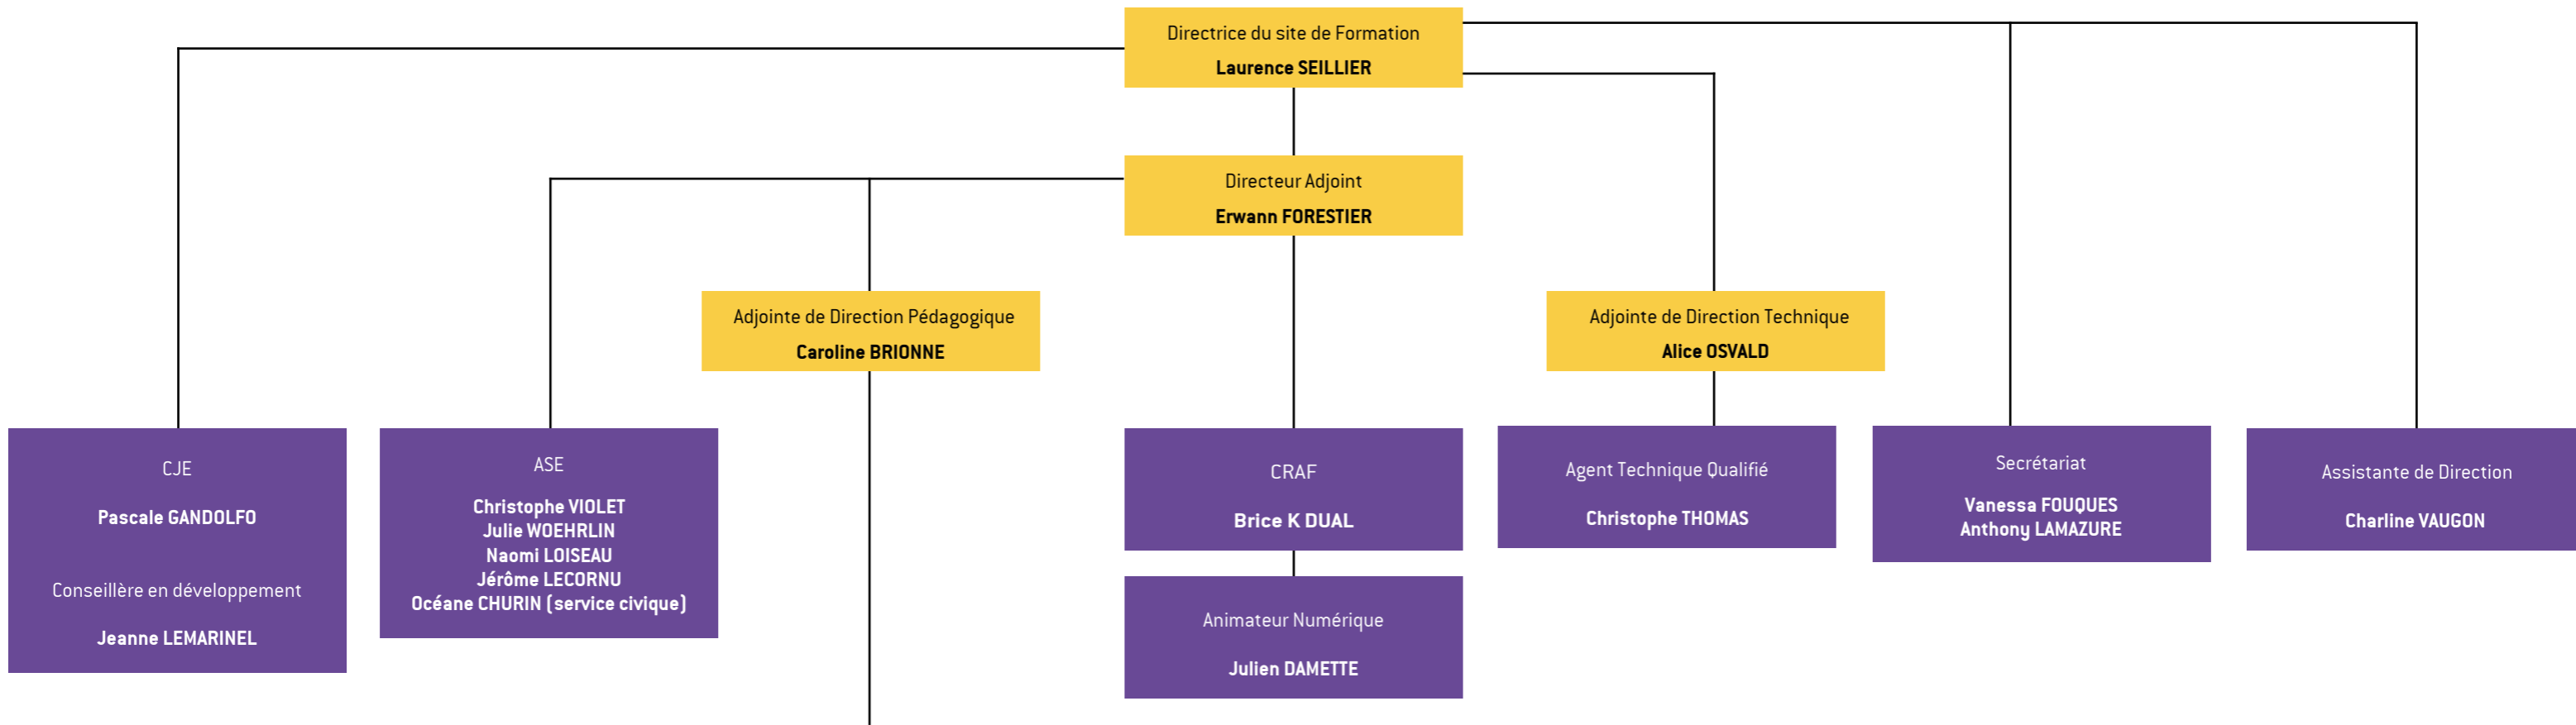 Directrice du site de Formation
Laurence SEILLIER
Directeur Adjoint
Erwann FORESTIER
Adjointe de Direction Pédagogique
Caroline BRIONNE
Adjointe de Direction Technique
Alice OSVALD
CJE
Pascale GANDOLFO
Conseillère en développement
Jeanne LEMARINEL
ASE
Christophe VIOLET
Julie WOEHRLIN
Naomi LOISEAU
Jérôme LECORNU
Océane CHURIN (service civique)
CRAF
Brice K DUAL
Animateur Numérique
Julien DAMETTE
Agent Technique Qualifié
Christophe THOMAS
Secrétariat
Vanessa FOUQUES
Anthony LAMAZURE
Assistante de Direction
Charline VAUGON